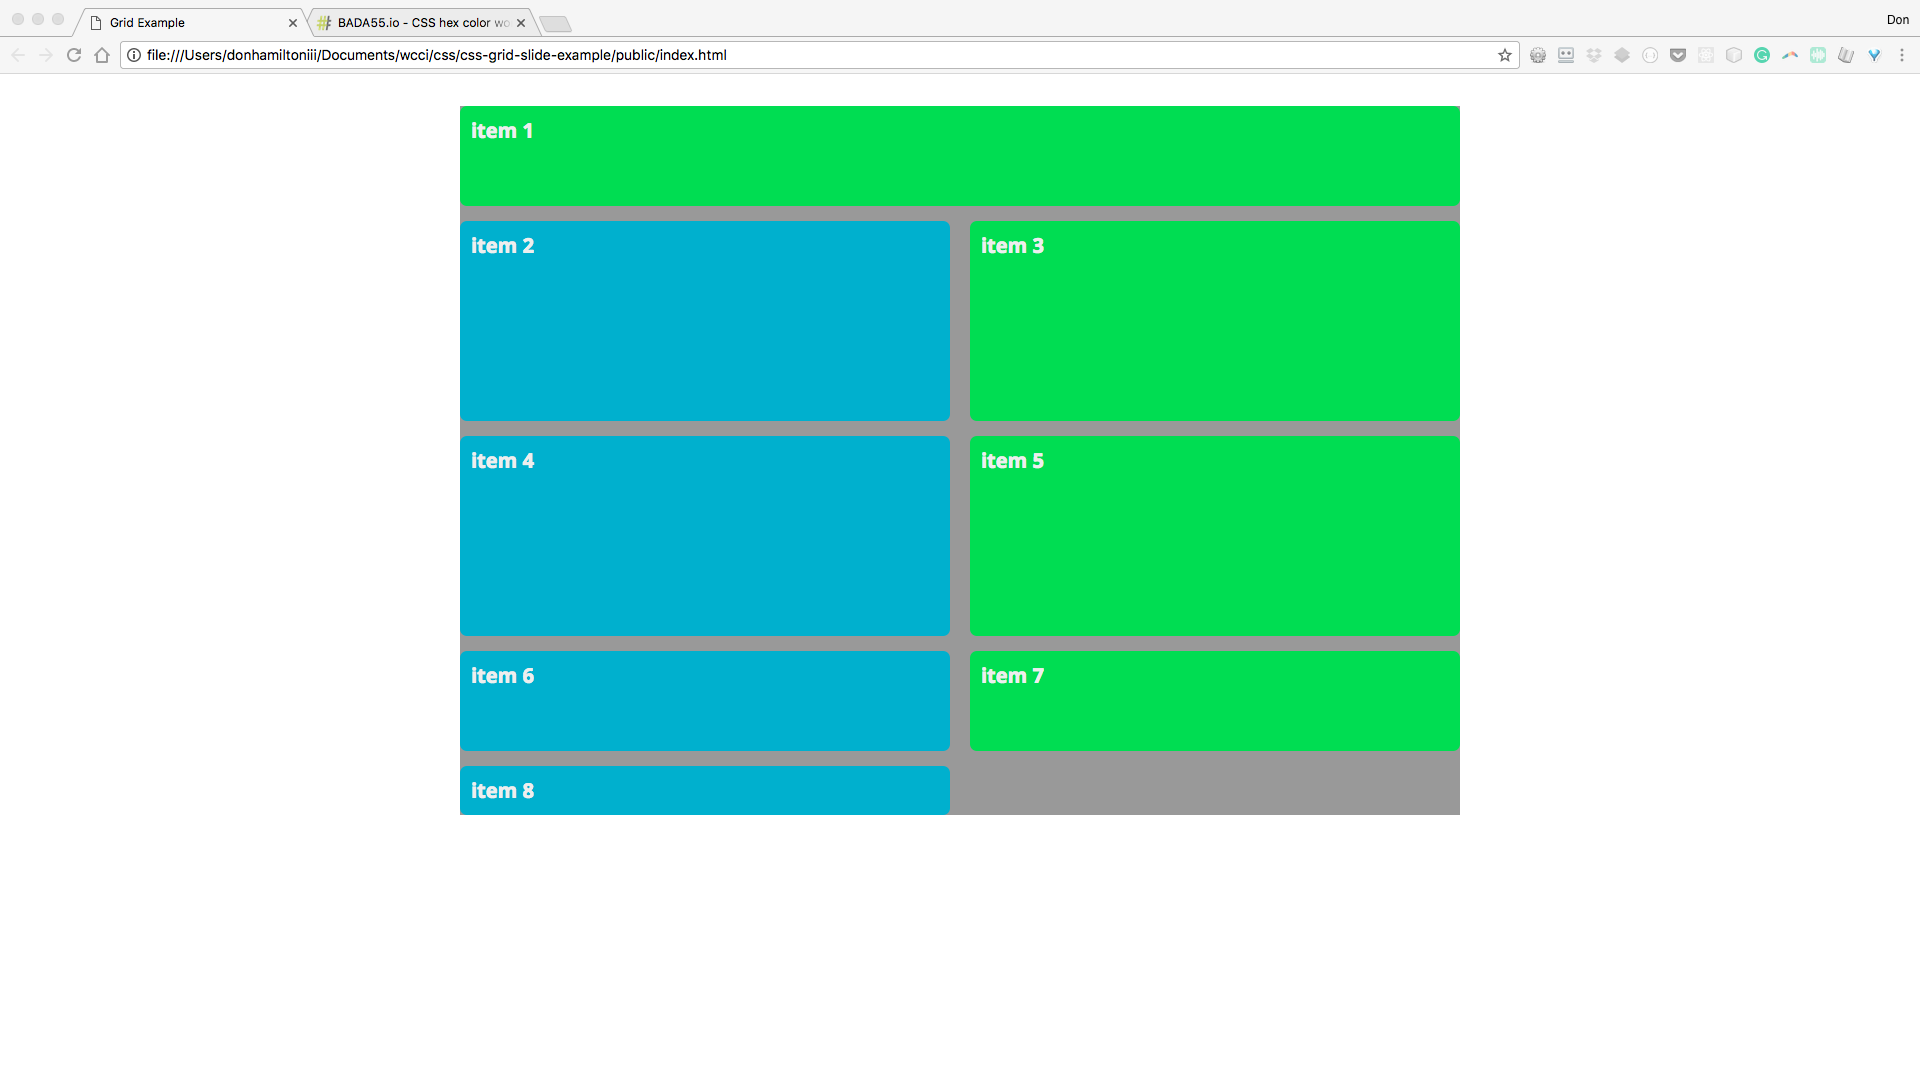 Grid Example
BADA55.io - CSS hex color wo
Don
file:///Users/donhamiltoniii/Documents/wcci/css/css-grid-slide-example/public/index.html
item 1
item 2
item 3
item 4
item 5
item 6
item 7
item 8